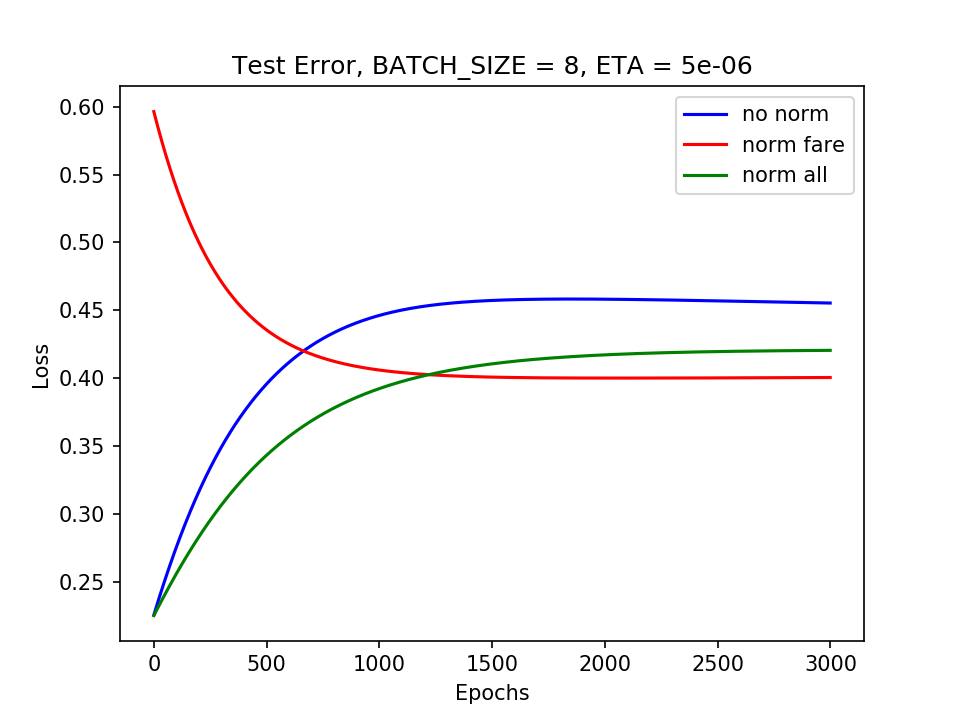 Test Error, BATCH_SIZE = 8, ETA = 5e-06
no norm
norm fare
norm all
0.60
0.55
0.50
0.45
0.40
0.35
0.30
0.25
Loss
0 500 1000 1500 2000 2500 3000
Epochs